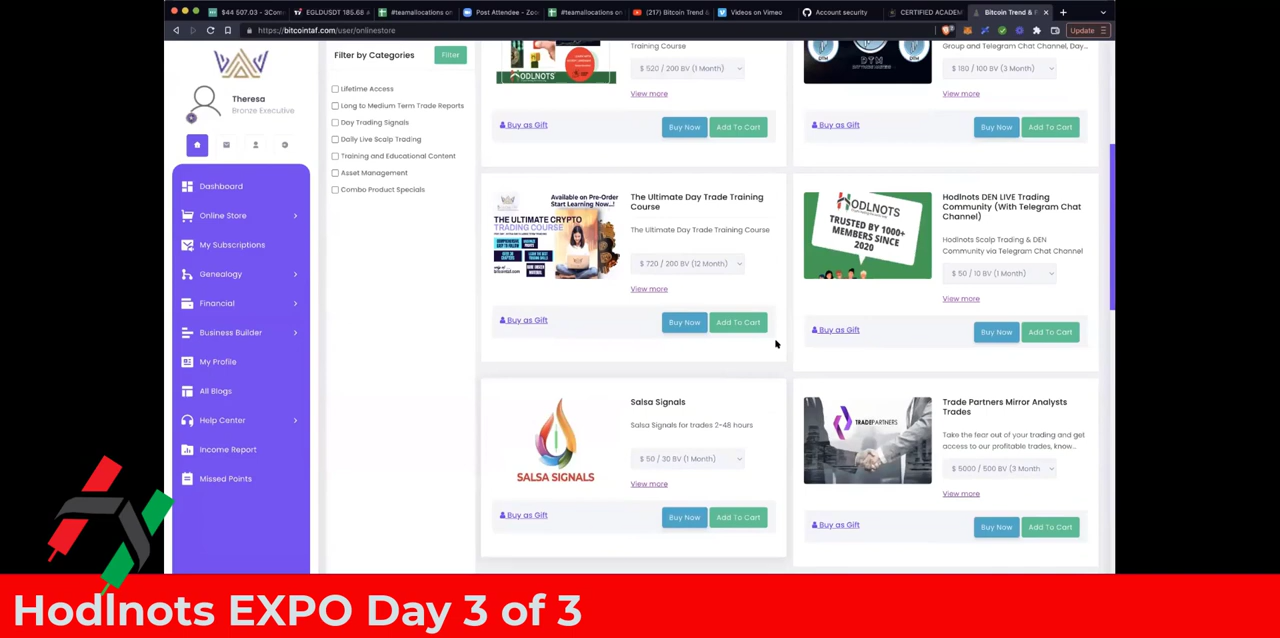 $44 507.03 - 3Com
EGLDUSDT 185.68
#teamallocations on
Post Attendee - Zoo
#teamallocations on
(217) Bitcoin Trend &
Videos on Vimeo
Account security
CERTIFIED ACADEM
Bitcoin Trend & F
https://bitcointaf.com/user/onlinestore
Update
Theresa
Bronze Executive
Dashboard
Online Store
My Subscriptions
Genealogy
Financial
Business Builder
My Profile
All Blogs
Help Center
Income Report
Missed Points
Filter by Categories
Filter
Lifetime Access
Long to Medium Term Trade Reports
Day Trading Signals
Daily Live Scalp Trading
Training and Educational Content
Asset Management
Combo Product Specials
HODLNOTS
Training Course
$ 520 / 200 BV (1 Month)
View more
Buy as Gift
Buy Now
Add To Cart
DTM
DTM
DTM
Group and Telegram Chat Channel, Day...
$ 180 / 100 BV (3 Month)
View more
Buy as Gift
Buy Now
Add To Cart
Available on Pre-Order
Start Learning Now...!
THE ULTIMATE CRYPTO
TRADING COURSE
The Ultimate Day Trade Training
Course
The Ultimate Day Trade Training Course
$ 720 / 200 BV (12 Month)
View more
Buy as Gift
Buy Now
Add To Cart
HODLNOTS
TRUSTED BY 1000+
MEMBERS SINCE
2020
Hodlnots DEN LIVE Trading
Community (With Telegram Chat
Channel)
Hodlnots Scalp Trading & DEN
Community via Telegram Chat Channel
$ 50 / 10 BV (1 Month)
View more
Buy as Gift
Buy Now
Add To Cart
SALSA SIGNALS
Salsa Signals
Salsa Signals for trades 2-48 hours
$ 50 / 30 BV (1 Month)
View more
Buy as Gift
Buy Now
Add To Cart
TRADEPARTNERS
Trade Partners Mirror Analysts
Trades
Take the fear out of your trading and get
access to our profitable trades, know...
$ 5000 / 500 BV (3 Month
View more
Buy as Gift
Buy Now
Add To Cart
Hodlnots EXPO Day 3 of 3